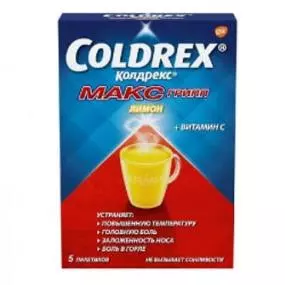 COLDREX®
Колдрекс®
МАКС ГРИПП
ЛИМОН
+ ВИТАМИН С
УСТРАНЯЕТ:
• ПОВЫШЕННУЮ ТЕМПЕРАТУРУ
• ГОЛОВНУЮ БОЛЬ
• ЗАЛОЖЕННОСТЬ НОСА
• БОЛЬ В ГОРЛЕ
5 ПАКЕТИКОВ
НЕ ВЫЗЫВАЕТ СОНЛИВОСТИ